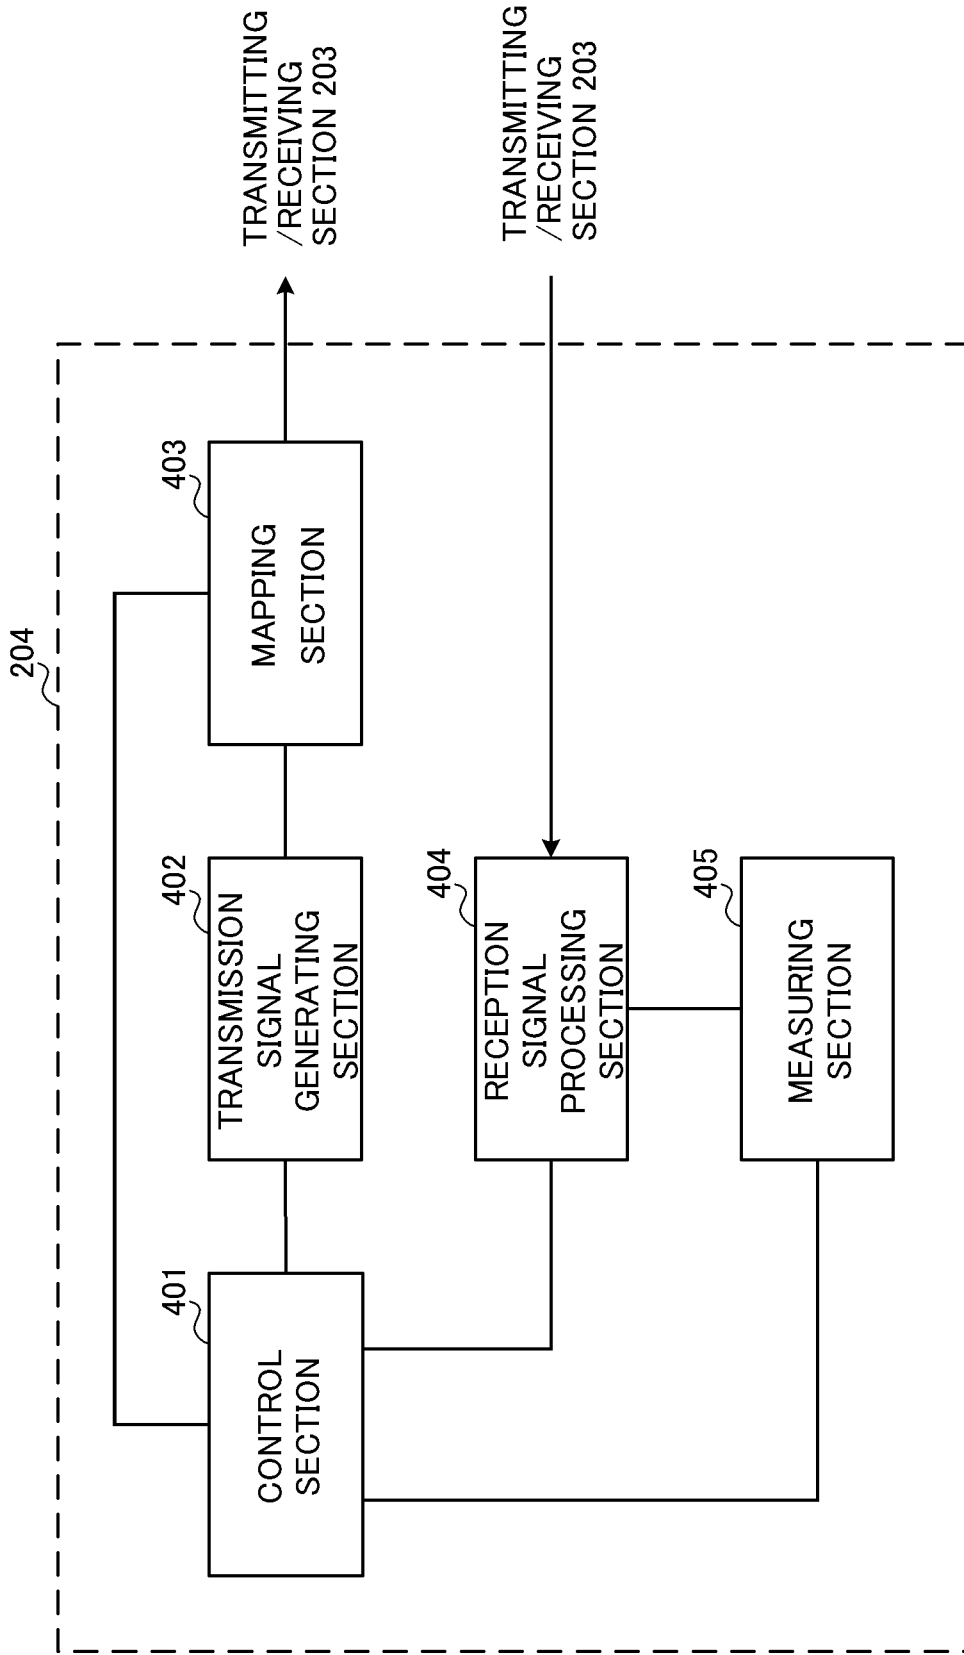 204
401
CONTROL
SECTION
402
TRANSMISSION
SIGNAL
GENERATING
SECTION
403
MAPPING
SECTION
TRANSMITTING
/RECEIVING
SECTION 203
404
RECEPTION
SIGNAL
PROCESSING
SECTION
TRANSMITTING
/RECEIVING
SECTION 203
405
MEASURING
SECTION